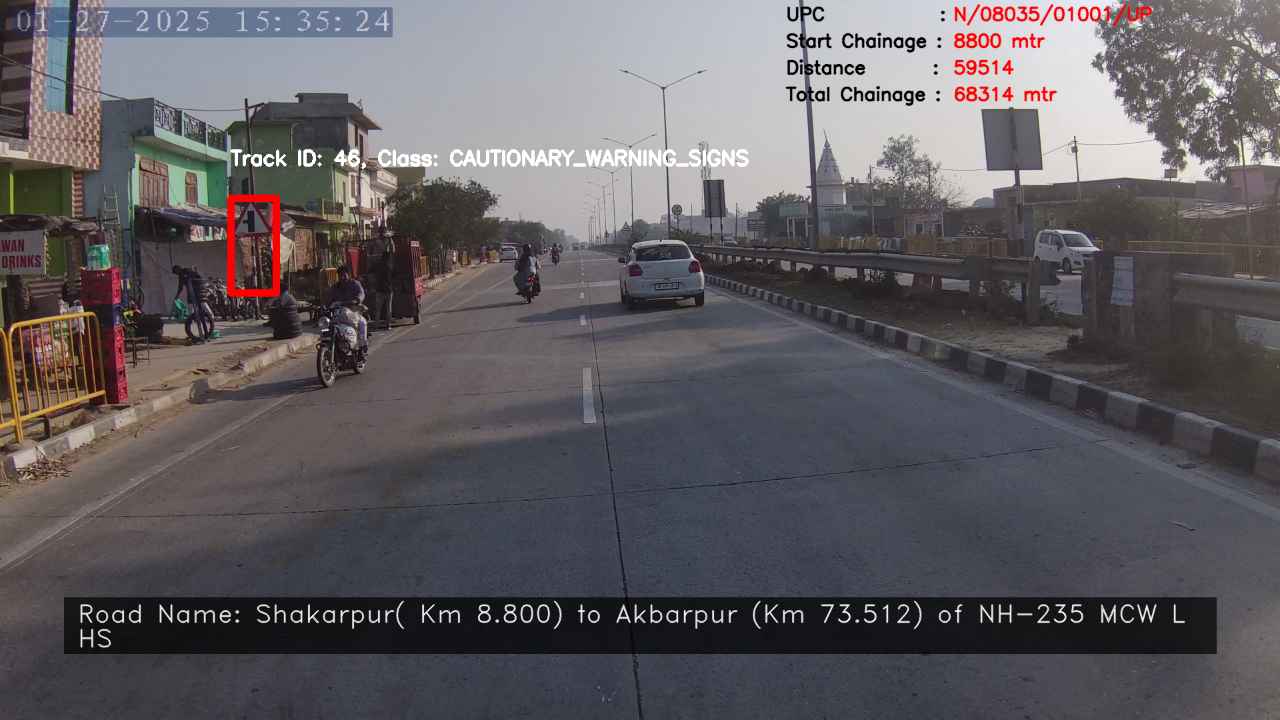 01-27-2025 15:35:24
UPC : N/08035/01001/UP
Start Chainage : 8800 mtr
Distance : 59514
Total Chainage : 68314 mtr
Track ID: 46, Class: CAUTIONARY_WARNING_SIGNS
WAN
DRINKS
Road Name: Shakarpur( Km 8.800) to Akbarpur (Km 73.512) of NH-235 MCW L
HS